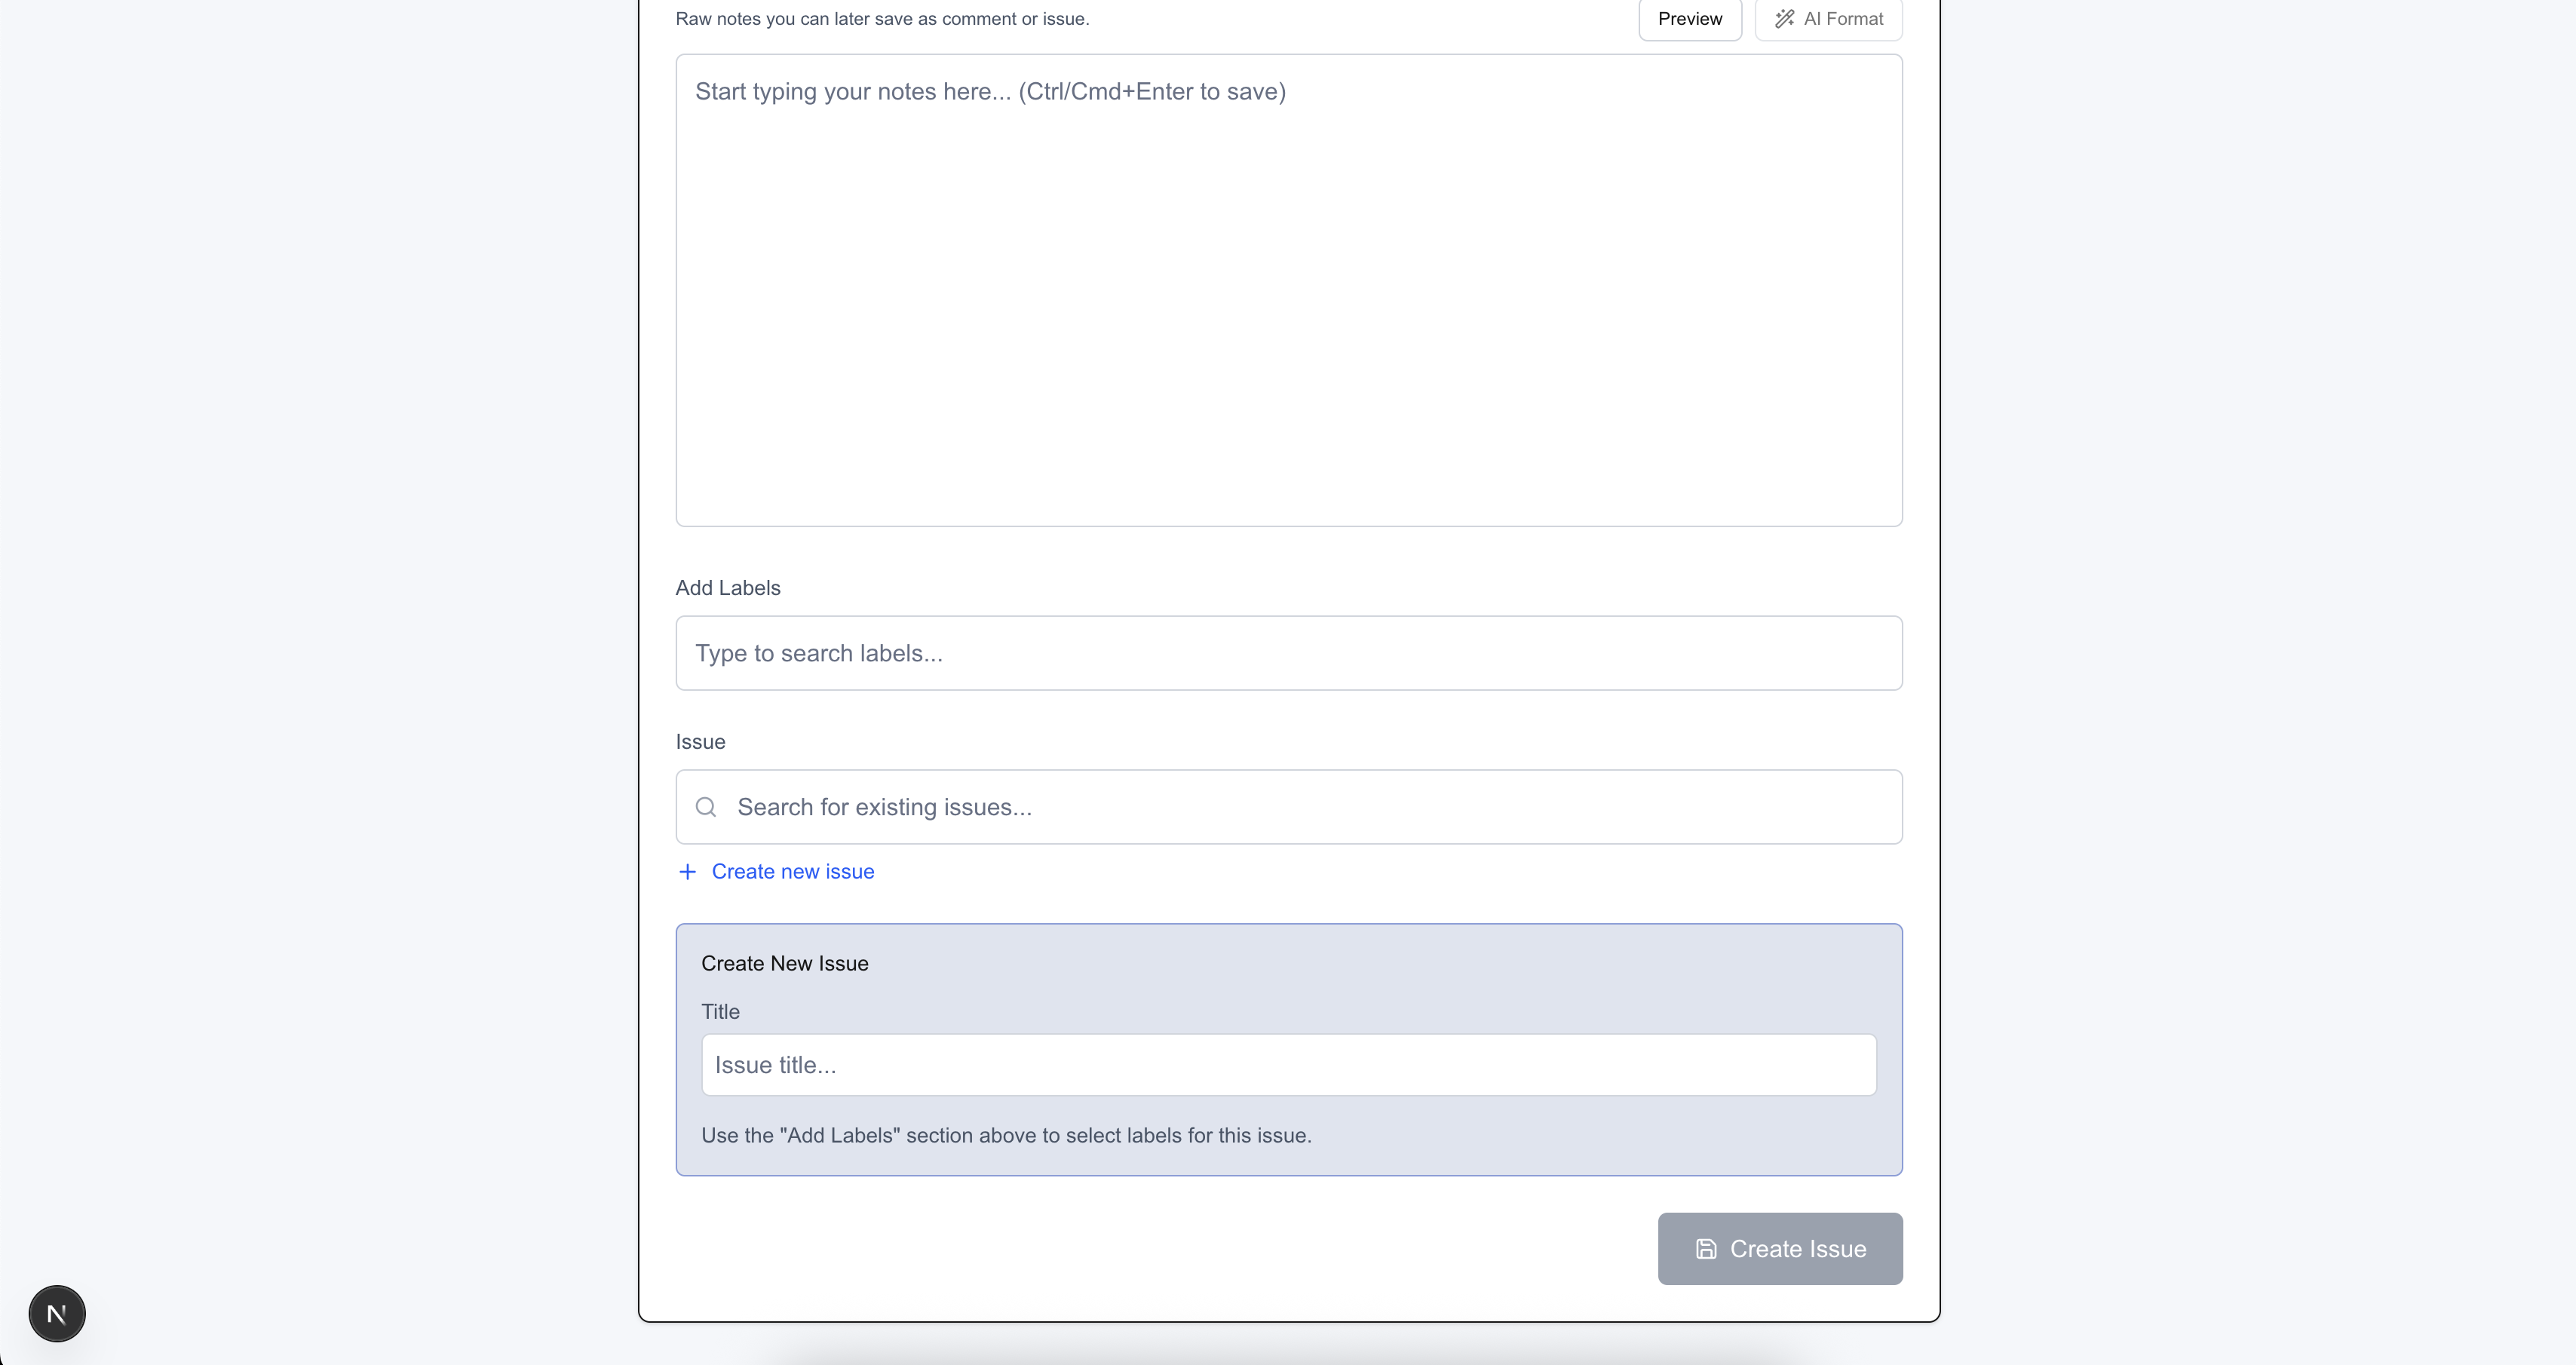 Raw notes you can later save as comment or issue.
Preview
AI Format
Start typing your notes here... (Ctrl/Cmd+Enter to save)
Add Labels
Type to search labels...
Issue
Search for existing issues...
+ Create new issue
Create New Issue
Title
Issue title...
Use the "Add Labels" section above to select labels for this issue.
Create Issue
N